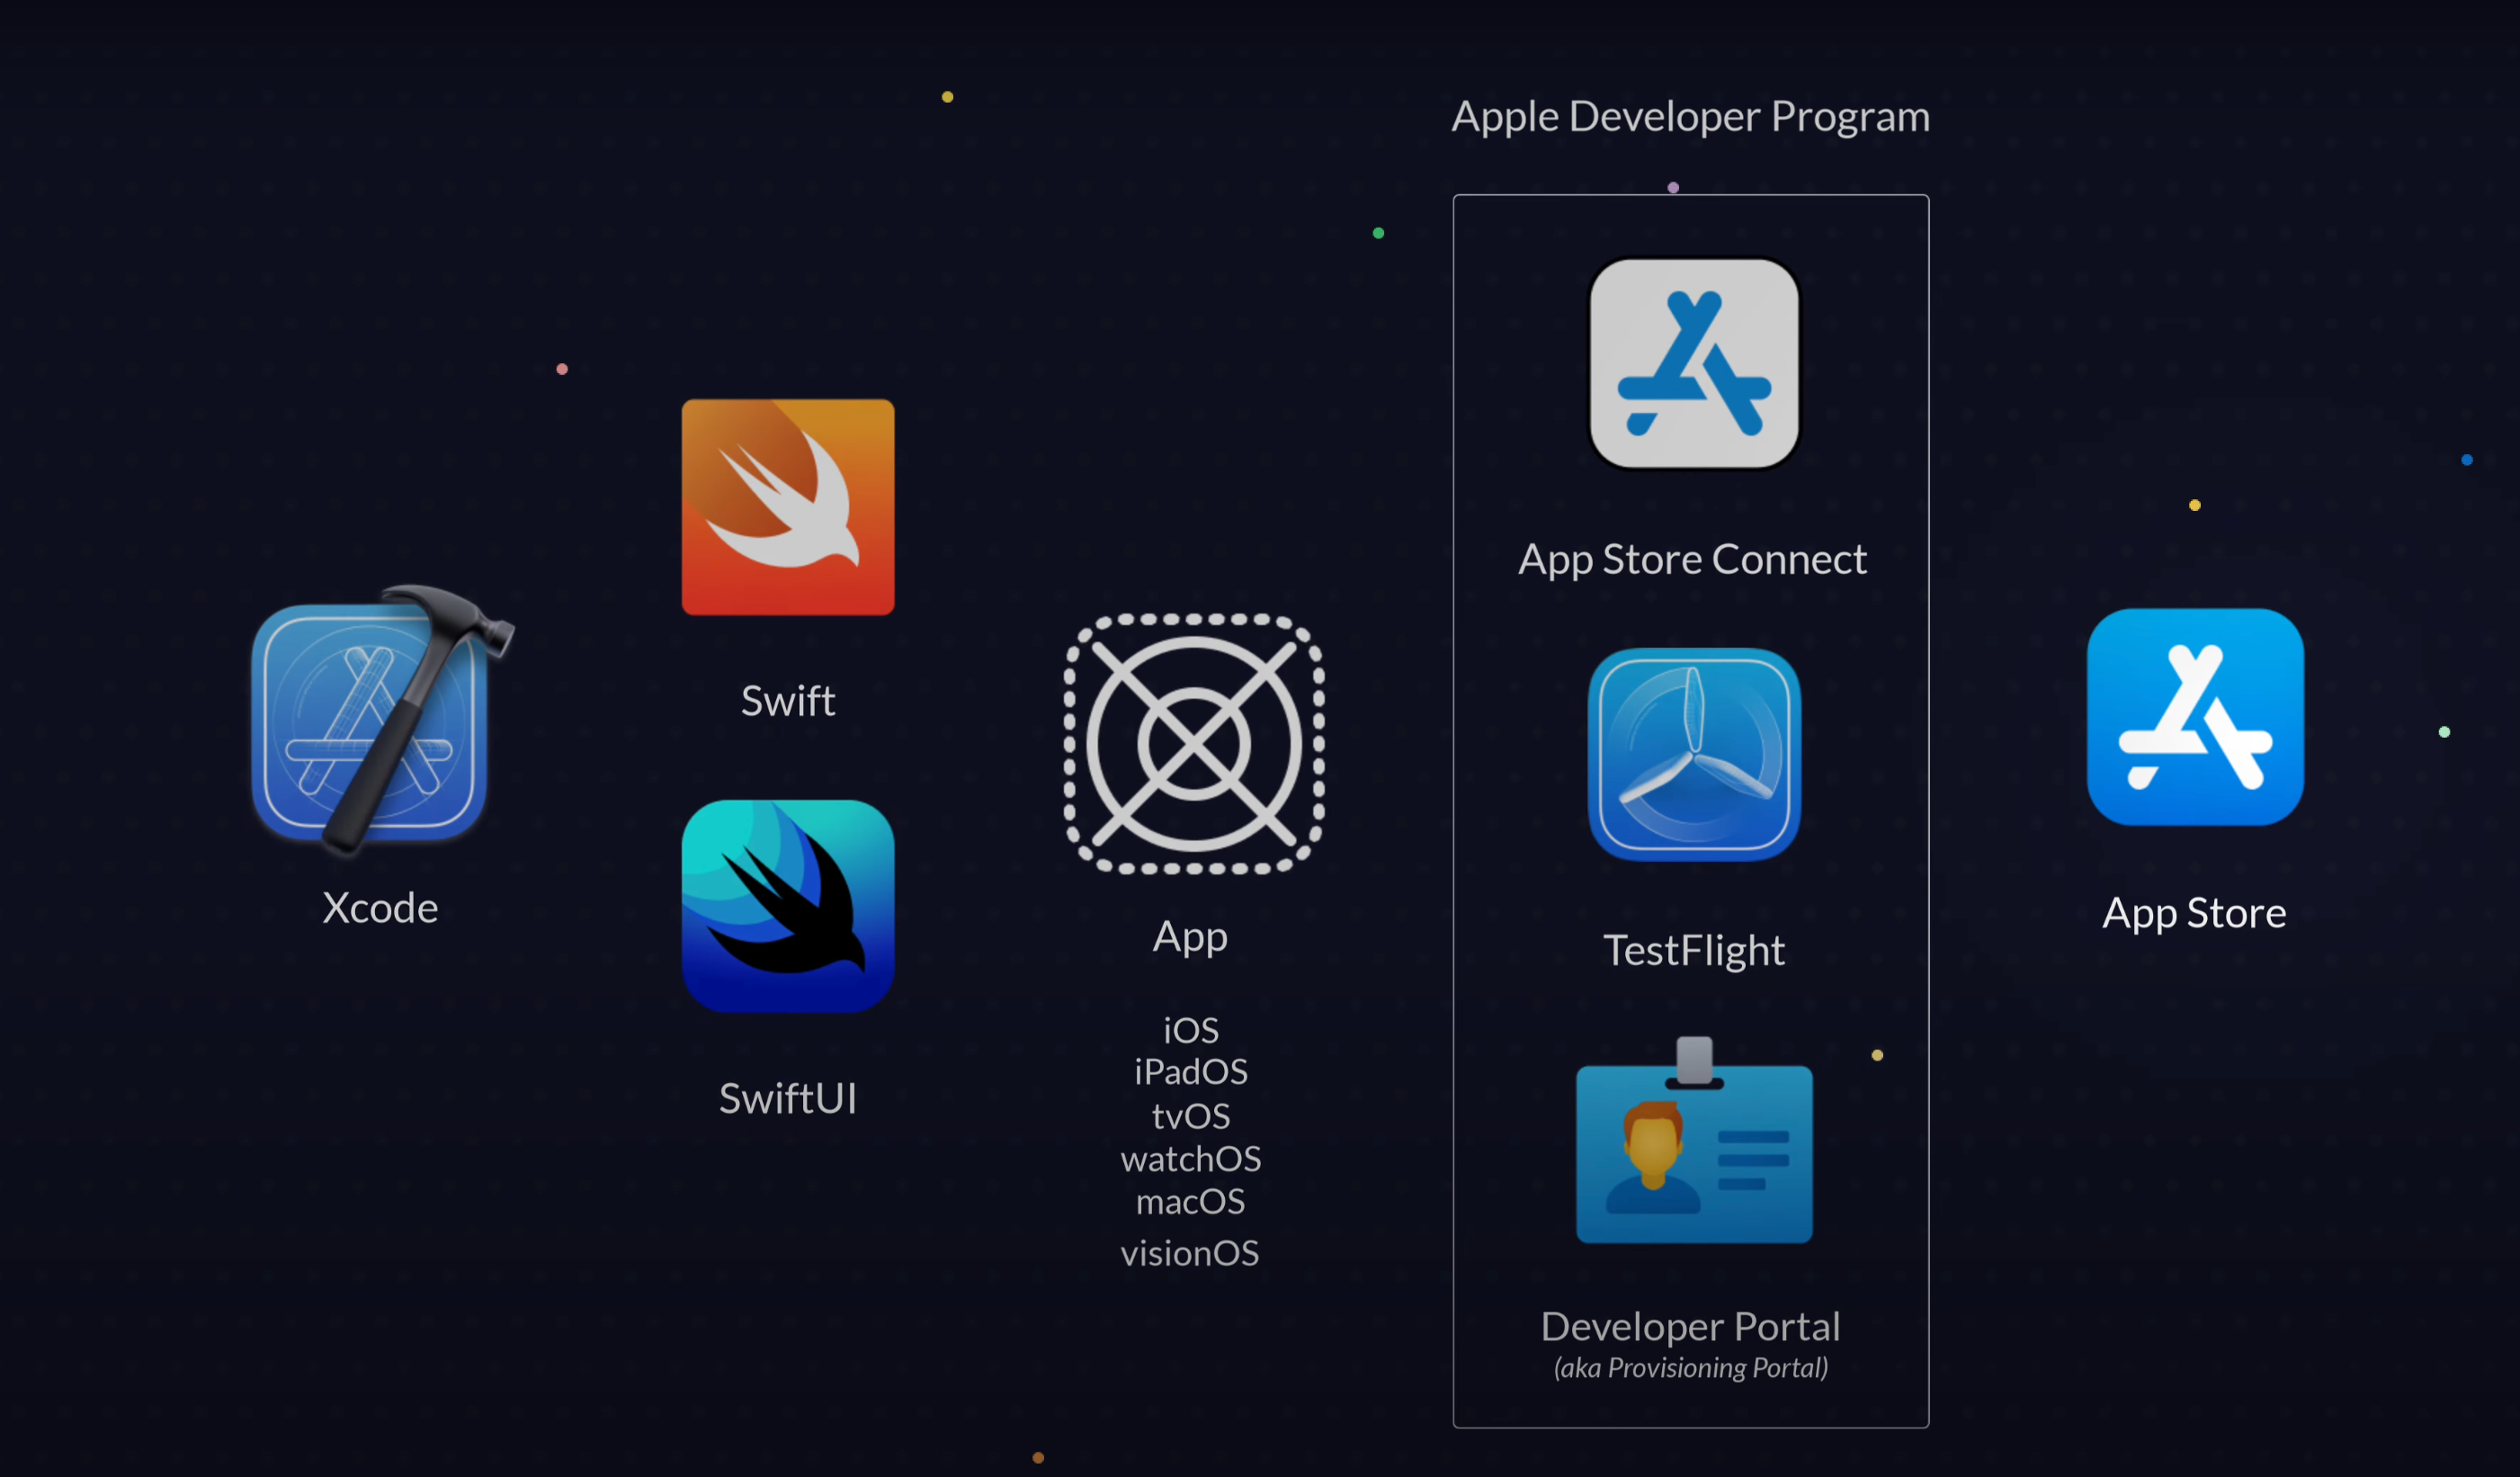 Apple Developer Program
Xcode
Swift
SwiftUI
App
iOS
iPadOS
tvOS
watchOS
macOS
visionOS
App Store Connect
TestFlight
Developer Portal
(aka Provisioning Portal)
App Store